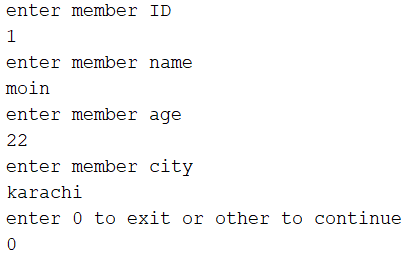 enter member ID
1
enter member name
moin
enter member age
22
enter member city
karachi
enter 0 to exit or other to continue
0